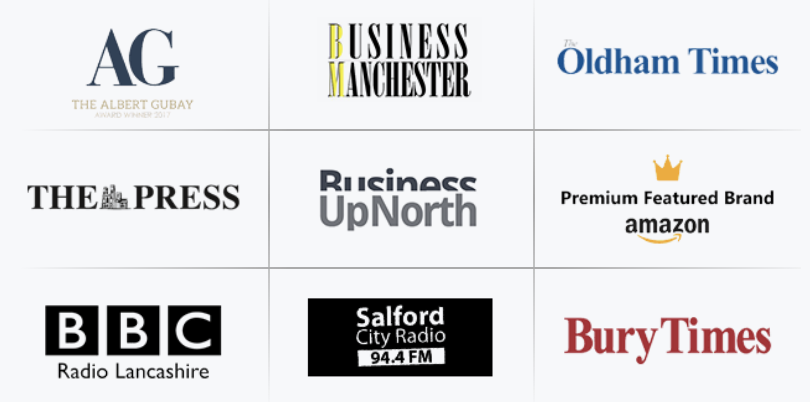 AG
THE ALBERT GUBAY
AWARD WINNER 2017
BUSINESS
MANCHESTER
The
Oldham Times
THE PRESS
Business
UpNorth
Premium Featured Brand
amazon
BBC
Radio Lancashire
Salford
City Radio
94.4 FM
Bury Times